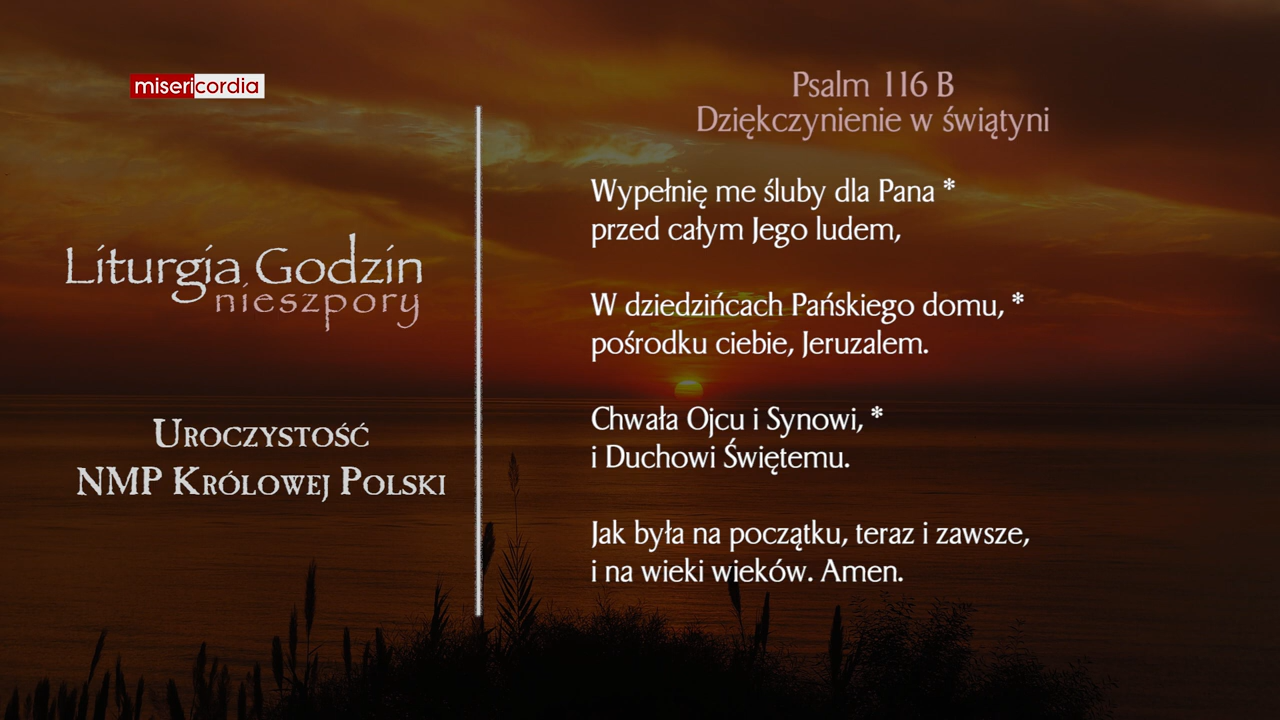 misericordia
Liturgia Godzin
nieszpory
Uroczystość
NMP Królowej Polski
Psalm 116 B
Dziękczynienie w świątyni
Wypełnię me śluby dla Pana *
przed całym Jego ludem,
W dziedzińcach Pańskiego domu, *
pośrodku ciebie, Jeruzalem.
Chwała Ojcu i Synowi, *
i Duchowi Świętemu.
Jak była na początku, teraz i zawsze,
i na wieki wieków. Amen.